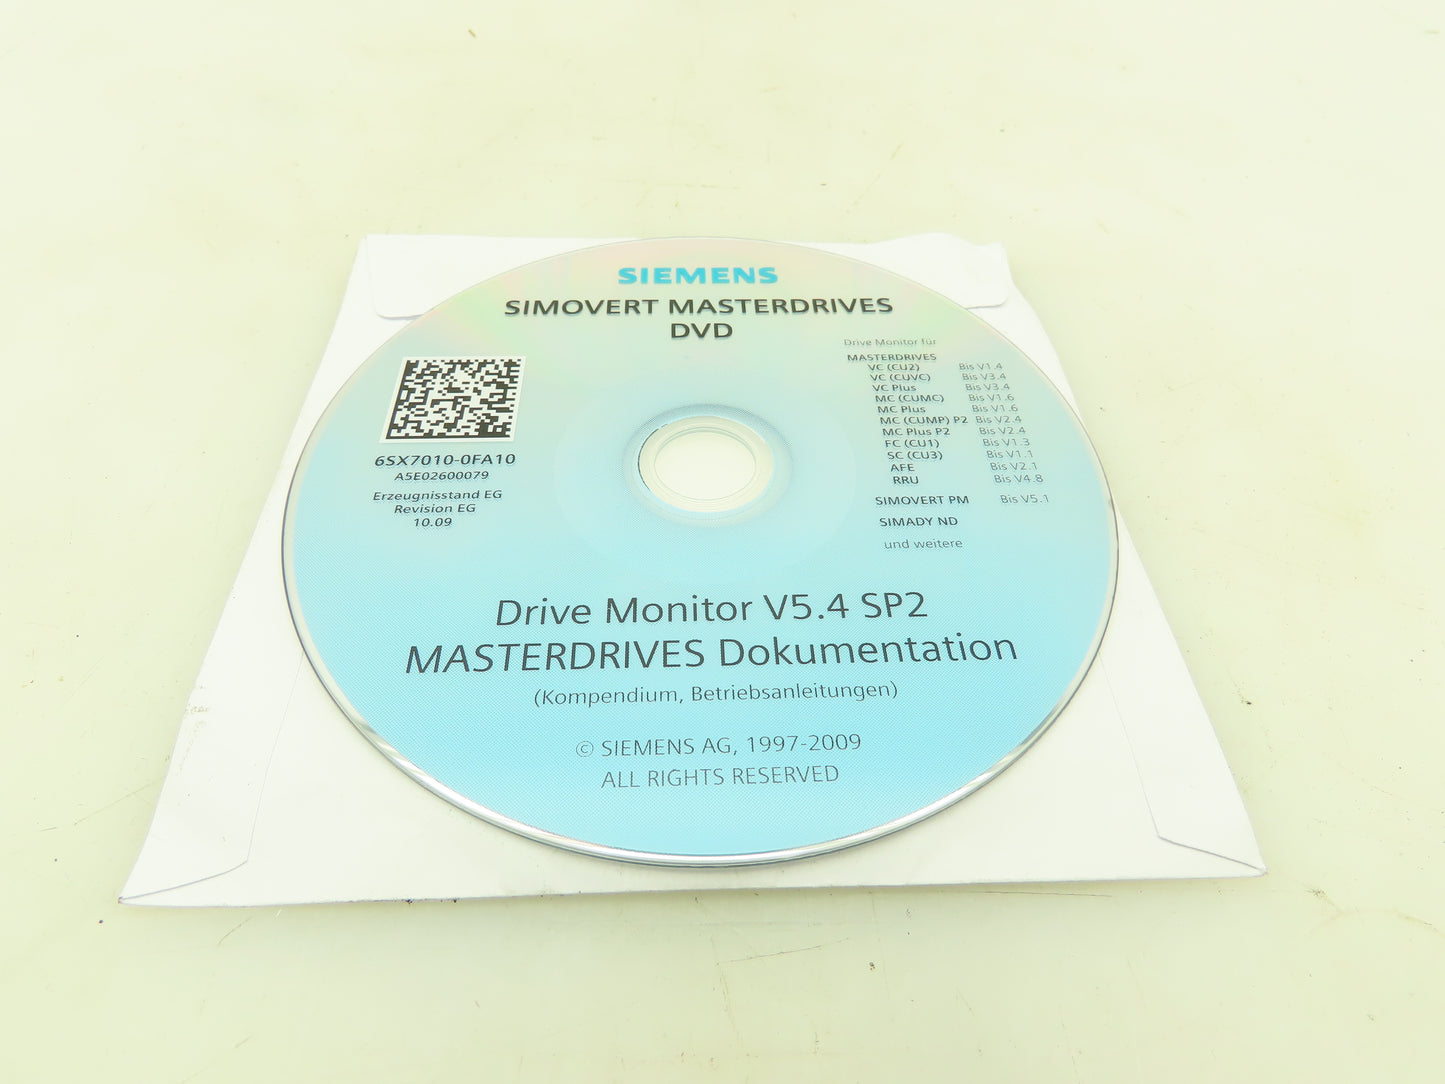 SIEMENS
SIMOVERT MASTERDRIVES
DVD
6SX7010-0FA10
A5E02600079
Erzeugnisstand EG
Revision EG
10.09
Drive Monitor für
MASTERDRIVES
VC (CU2) Bis V1.4
VC (CUVC) Bis V3.4
VC Plus Bis V3.4
MC (CUMC) Bis V1.6
MC Plus Bis V1.6
MC (CUMP) P2 Bis V2.4
MC Plus P2 Bis V2.4
FC (CU1) Bis V1.3
SC (CU3) Bis V1.1
AFE Bis V2.1
RRU Bis V4.8
SIMOVERT PM Bis V5.1
SIMADY ND
und weitere
Drive Monitor V5.4 SP2
MASTERDRIVES Dokumentation
(Kompendium, Betriebsanleitungen)
© SIEMENS AG, 1997-2009
ALL RIGHTS RESERVED